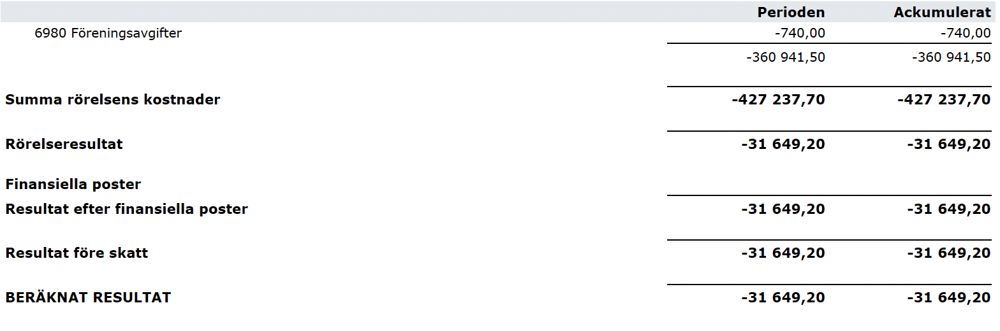 Perioden Ackumulerat
6980 Föreningsavgifter -740,00 -740,00
-360 941,50 -360 941,50
Summa rörelsens kostnader -427 237,70 -427 237,70
Rörelseresultat -31 649,20 -31 649,20
Finansiella poster
Resultat efter finansiella poster -31 649,20 -31 649,20
Resultat före skatt -31 649,20 -31 649,20
BERÄKNAT RESULTAT -31 649,20 -31 649,20